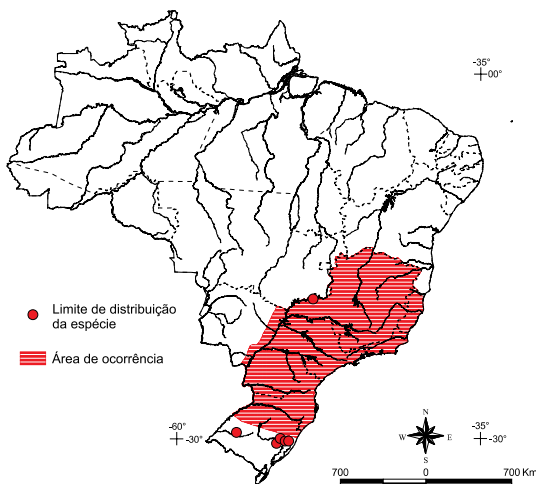 -35°
00°
Limite de distribuição
da espécie
Área de ocorrência
-60°
-30°
N
W E
S
-35°
-30°
700 0 700 Km